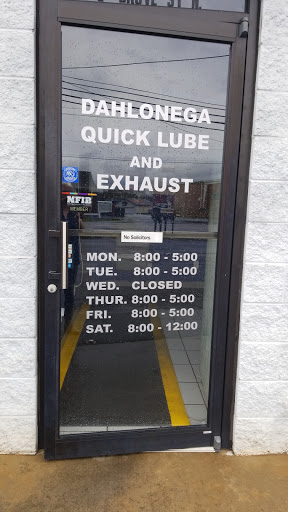 DAHLONEGA
QUICK LUBE
AND
EXHAUST
NFIB
MEMBER
No Solicitors
MON. 8:00 - 5:00
TUE. 8:00 - 5:00
WED. CLOSED
THUR. 8:00 - 5:00
FRI. 8:00 - 5:00
SAT. 8:00 - 12:00